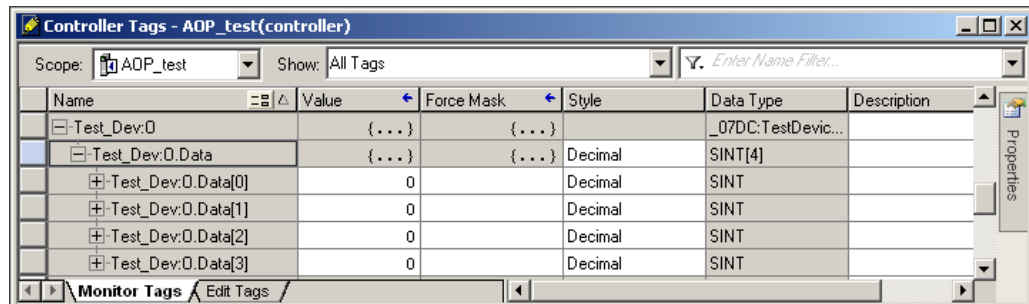 Controller Tags - AOP_test(controller)
Scope: AOP_test Show: All Tags Enter Name Filter...
Name Value Force Mask Style Data Type Description
Test_Dev:O {...} {...} _07DC:TestDevic...
Test_Dev:O.Data {...} {...} Decimal SINT[4]
Test_Dev:O.Data[0] 0 Decimal SINT
Test_Dev:O.Data[1] 0 Decimal SINT
Test_Dev:O.Data[2] 0 Decimal SINT
Test_Dev:O.Data[3] 0 Decimal SINT
Monitor Tags Edit Tags
Properties